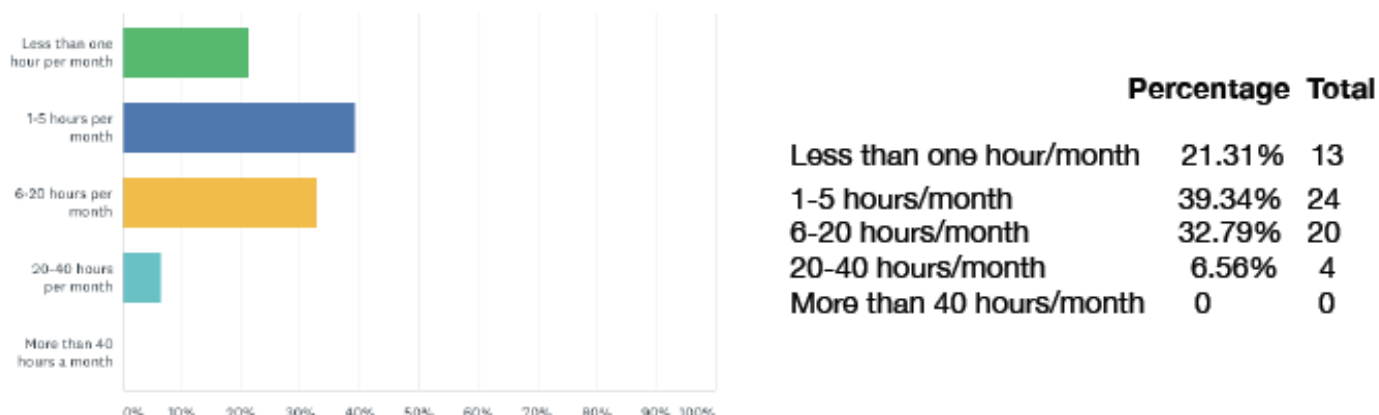 Less than one
hour per month
1-5 hours per
month
6-20 hours per
month
20-40 hours
per month
More than 40
hours a month
0% 10% 20% 30% 40% 50% 60% 70% 80% 90% 100%
Percentage Total
Less than one hour/month 21.31% 13
1-5 hours/month 39.34% 24
6-20 hours/month 32.79% 20
20-40 hours/month 6.56% 4
More than 40 hours/month 0 0